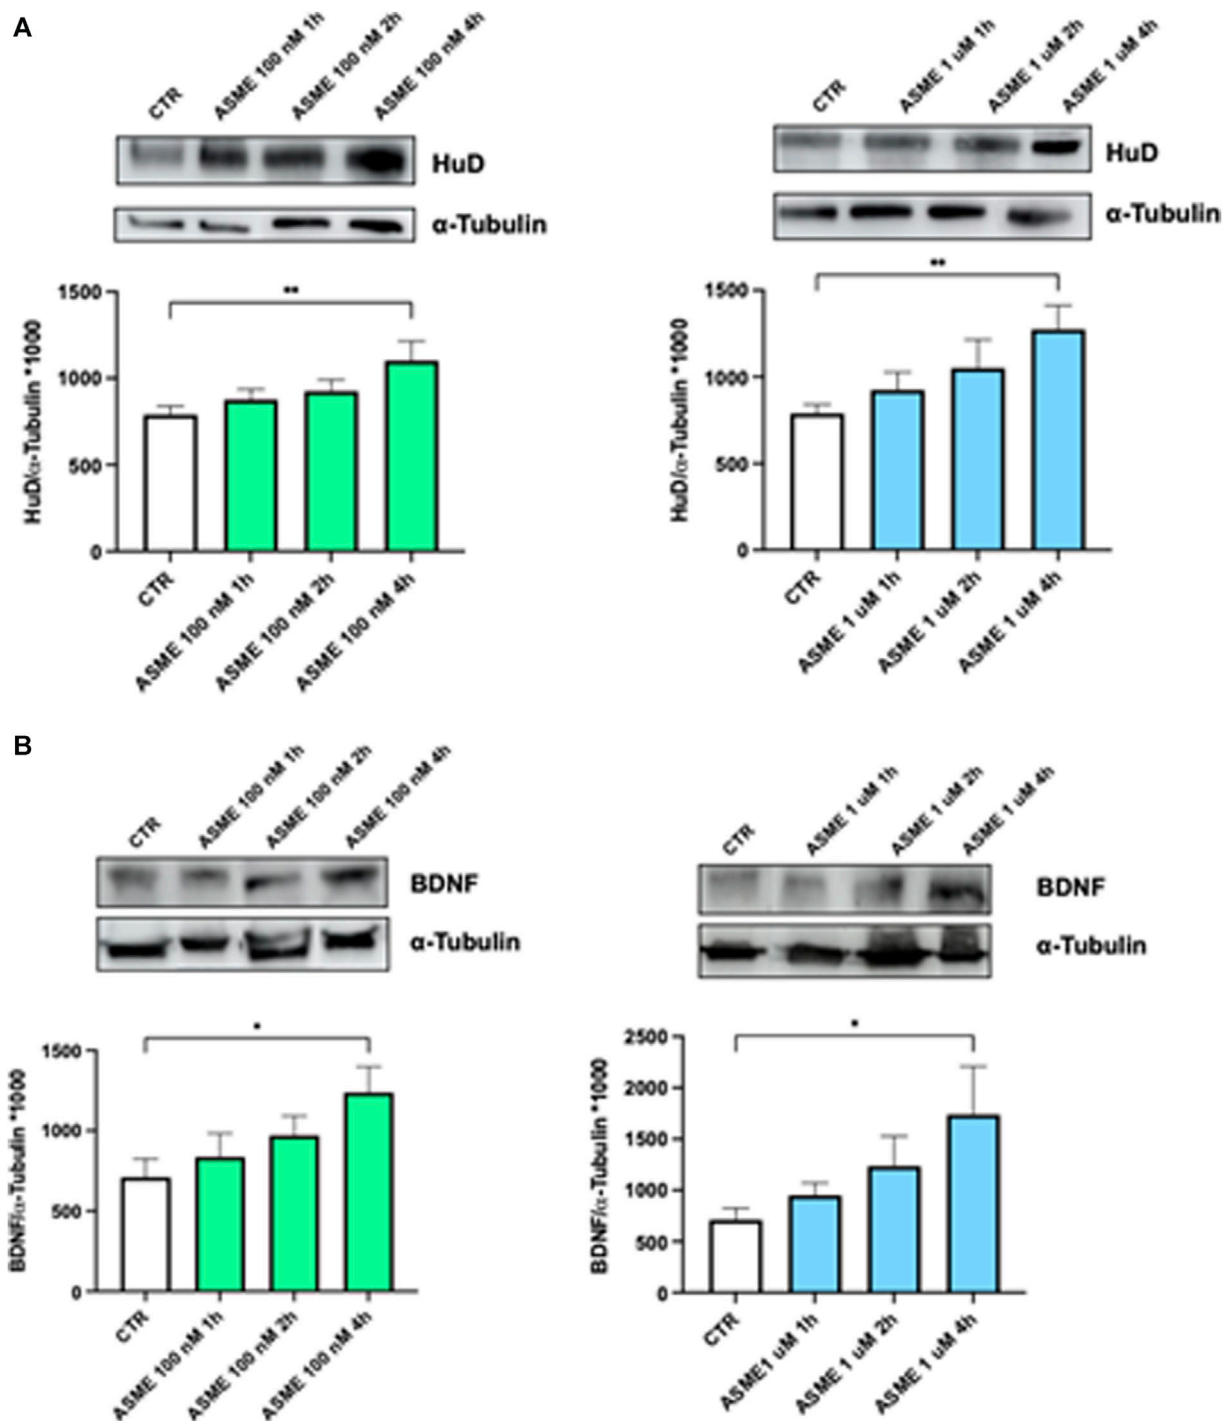 A
CTR
ASME 100 nM 1h
ASME 100 nM 2h
ASME 100 nM 4h
HuD
α-Tubulin
**
HuD/α-Tubulin *1000
1500
1000
500
0
CTR
ASME 100 nM 1h
ASME 100 nM 2h
ASME 100 nM 4h
CTR
ASME 1 uM 1h
ASME 1 uM 2h
ASME 1 uM 4h
HuD
α-Tubulin
**
HuD/α-Tubulin *1000
1500
1000
500
0
CTR
ASME 1 uM 1h
ASME 1 uM 2h
ASME 1 uM 4h
B
CTR
ASME 100 nM 1h
ASME 100 nM 2h
ASME 100 nM 4h
BDNF
α-Tubulin
*
BDNF/α-Tubulin *1000
1500
1000
500
0
CTR
ASME 100 nM 1h
ASME 100 nM 2h
ASME 100 nM 4h
CTR
ASME 1 uM 1h
ASME 1 uM 2h
ASME 1 uM 4h
BDNF
α-Tubulin
*
BDNF/α-Tubulin *1000
2500
2000
1500
1000
500
0
CTR
ASME1 uM 1h
ASME 1 uM 2h
ASME 1 uM 4h